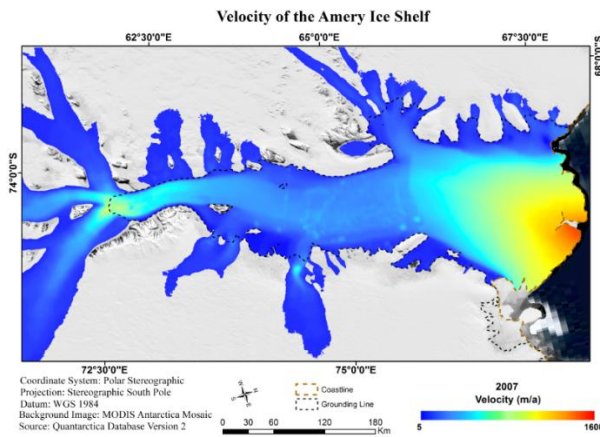 Velocity of the Amery Ice Shelf
62°30'0"E 65°0'0"E 67°30'0"E
68°0'0"S
74°0'0"S
72°30'0"E 75°0'0"E
Coordinate System: Polar Stereographic
Projection: Stereographic South Pole
Datum: WGS 1984
Background Image: MODIS Antarctica Mosaic
Source: Quantarctica Database Version 2
N
Coastline
Grounding Line
0 30 60 120 180
KM
2007
Velocity (m/a)
5 1600